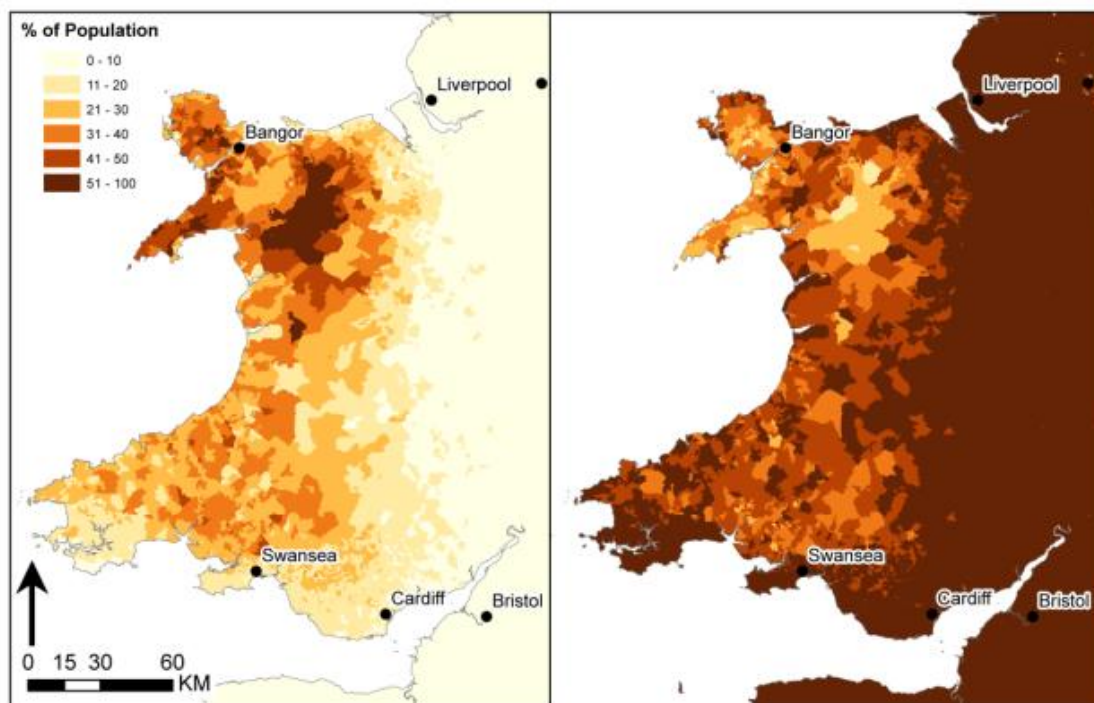 % of Population
0 - 10
11 - 20
21 - 30
31 - 40
41 - 50
51 - 100
Liverpool
Bangor
Swansea
Cardiff
Bristol
0 15 30 60
KM
Liverpool
Bangor
Swansea
Cardiff
Bristol